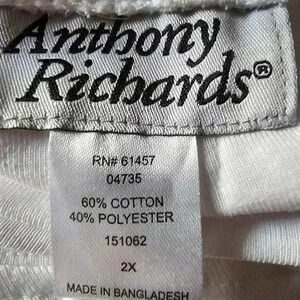 Anthony
Richards®
RN# 61457
04735
60% COTTON
40% POLYESTER
151062
2X
MADE IN BANGLADESH